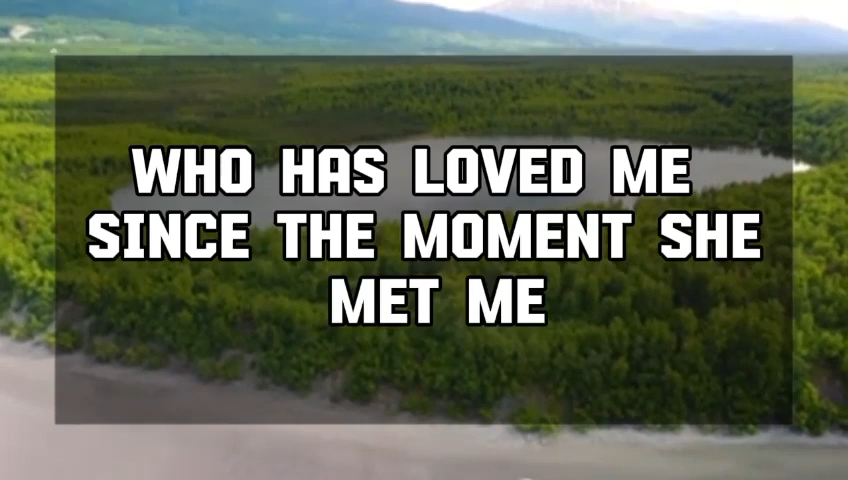 WHO HAS LOVED ME
SINCE THE MOMENT SHE
MET ME